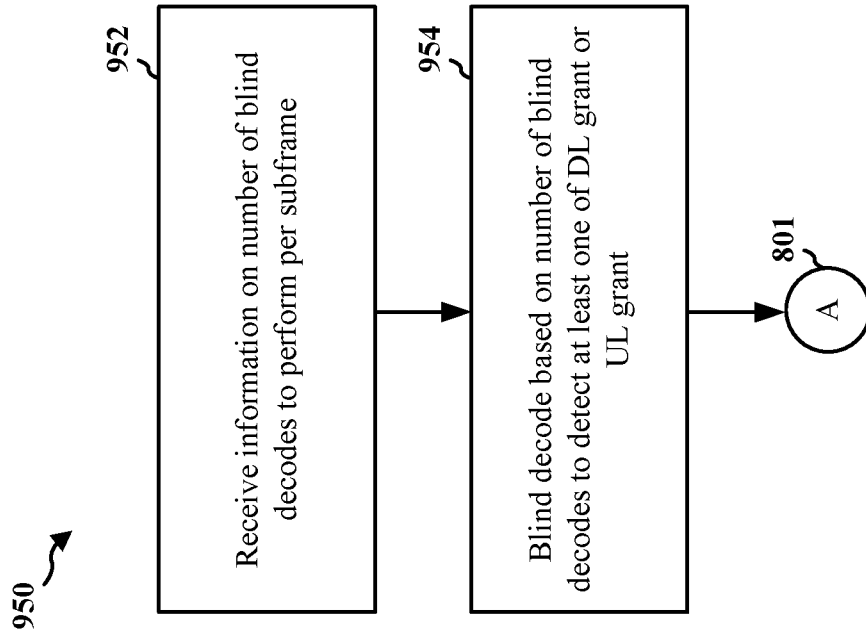 950
952
Receive information on number of blind
decodes to perform per subframe
954
Blind decode based on number of blind
decodes to detect at least one of DL grant or
UL grant
801
A